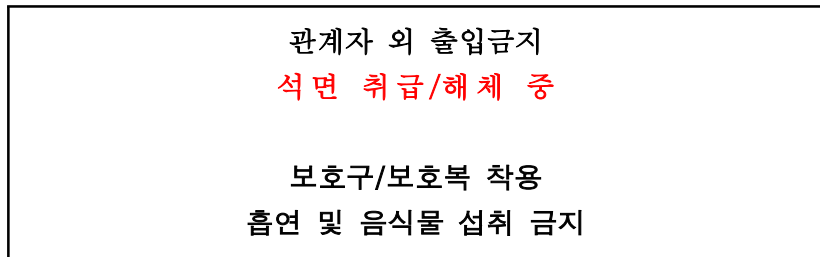 관계자 외 출입금지
석면 취급/해체 중
보호구/보호복 착용
흡연 및 음식물 섭취 금지